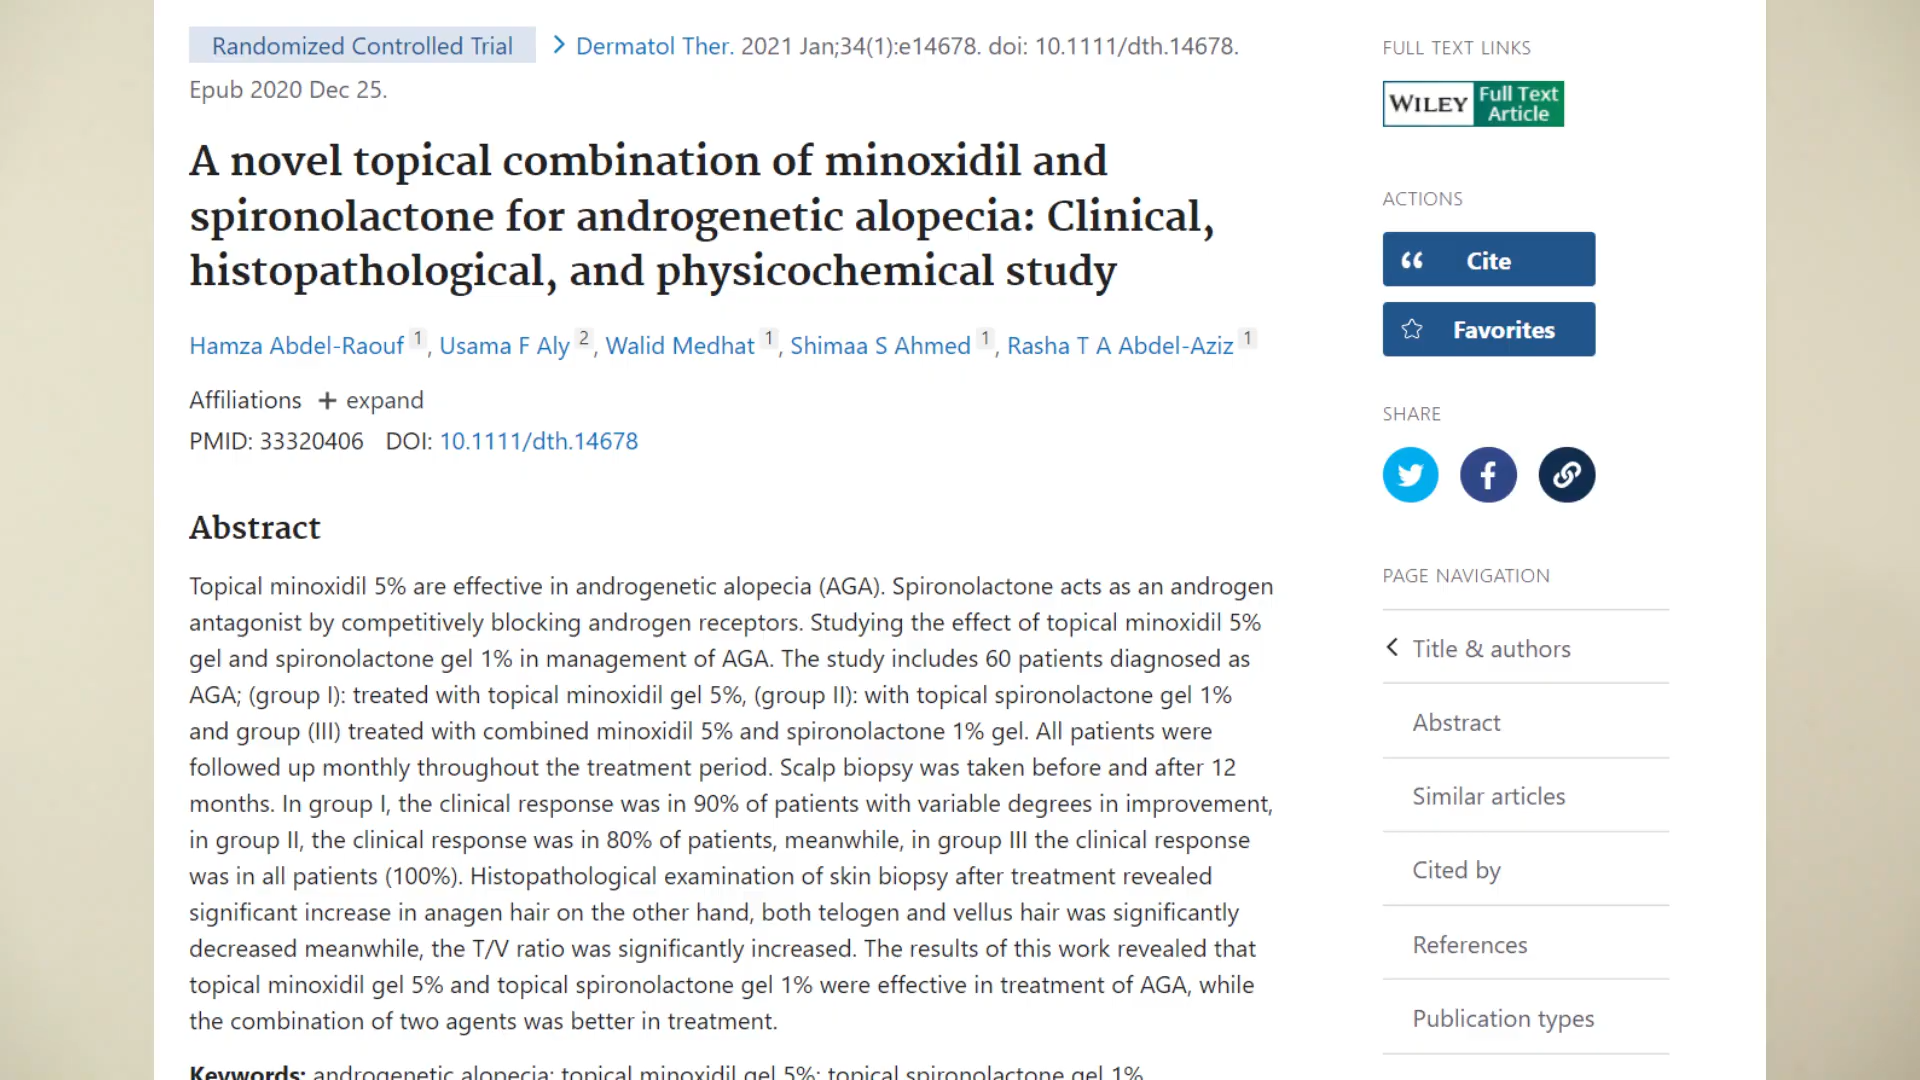 Randomized Controlled Trial > Dermatol Ther. 2021 Jan;34(1):e14678. doi: 10.1111/dth.14678.
Epub 2020 Dec 25.
A novel topical combination of minoxidil and
spironolactone for androgenetic alopecia: Clinical,
histopathological, and physicochemical study
Hamza Abdel-Raouf 1, Usama F Aly 2, Walid Medhat 1, Shimaa S Ahmed 1, Rasha T A Abdel-Aziz 1
Affiliations + expand
PMID: 33320406 DOI: 10.1111/dth.14678
Abstract
Topical minoxidil 5% are effective in androgenetic alopecia (AGA). Spironolactone acts as an androgen
antagonist by competitively blocking androgen receptors. Studying the effect of topical minoxidil 5%
gel and spironolactone gel 1% in management of AGA. The study includes 60 patients diagnosed as
AGA; (group I): treated with topical minoxidil gel 5%, (group II): with topical spironolactone gel 1%
and group (III) treated with combined minoxidil 5% and spironolactone 1% gel. All patients were
followed up monthly throughout the treatment period. Scalp biopsy was taken before and after 12
months. In group I, the clinical response was in 90% of patients with variable degrees in improvement,
in group II, the clinical response was in 80% of patients, meanwhile, in group III the clinical response
was in all patients (100%). Histopathological examination of skin biopsy after treatment revealed
significant increase in anagen hair on the other hand, both telogen and vellus hair was significantly
decreased meanwhile, the T/V ratio was significantly increased. The results of this work revealed that
topical minoxidil gel 5% and topical spironolactone gel 1% were effective in treatment of AGA, while
the combination of two agents was better in treatment.
Keywords: androgenetic alopecia; topical minoxidil gel 5%; topical spironolactone gel 1%.
FULL TEXT LINKS
WILEY Full Text
Article
ACTIONS
Cite
Favorites
SHARE
PAGE NAVIGATION
Title & authors
Abstract
Similar articles
Cited by
References
Publication types